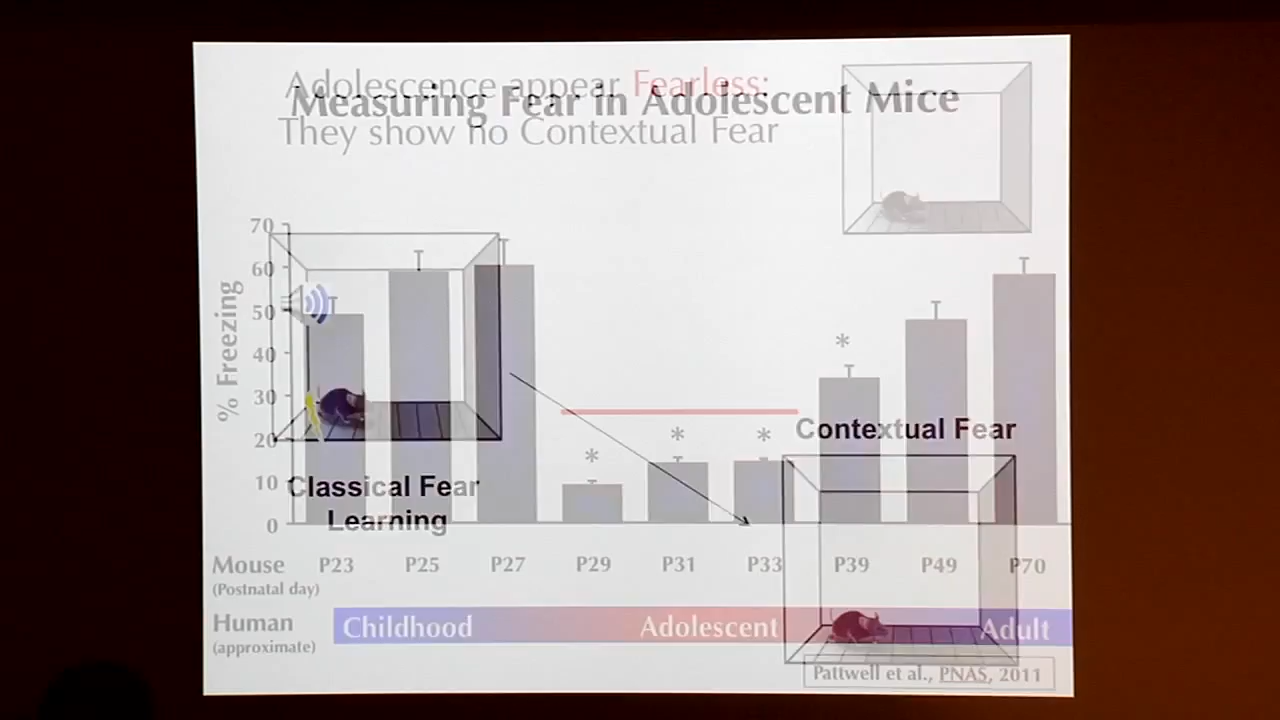 Adolescence appear Fearless:
They show no Contextual Fear
Measuring Fear in Adolescent Mice
% Freezing
70
60
50
40
30
20
10
0
* * * *
Contextual Fear
Classical Fear
Learning
Mouse P23 P25 P27 P29 P31 P33 P39 P49 P70
(Postnatal day)
Human Childhood Adolescent Adult
(approximate)
Pattwell et al., PNAS, 2011